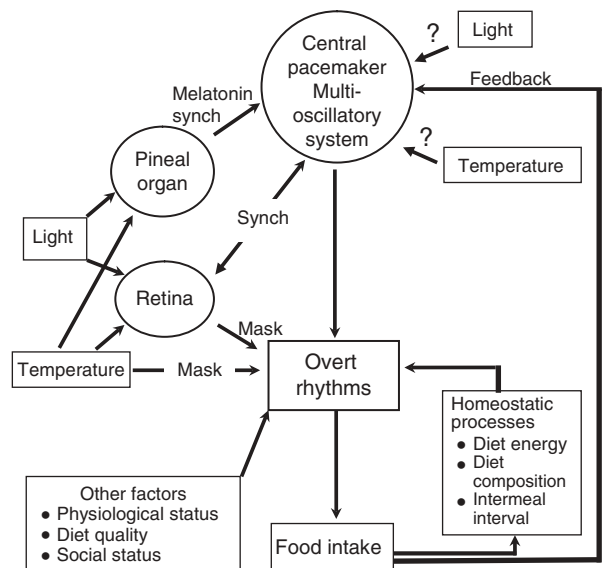 Central
pacemaker
Multi-
oscillatory
system
?
Light
Feedback
Melatonin
synch
?
Temperature
Pineal
organ
Synch
Light
Retina
Mask
Temperature
Mask
Overt
rhythms
Homeostatic
processes
● Diet energy
● Diet
composition
● Intermeal
interval
Other factors
● Physiological status
● Diet quality
● Social status
Food intake